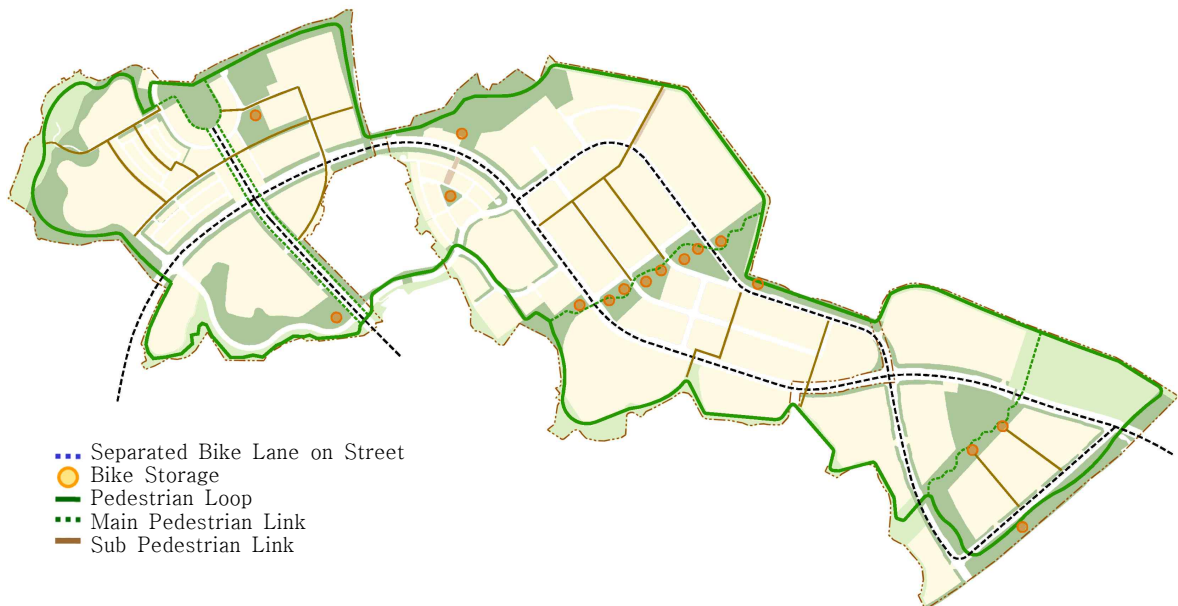 Separated Bike Lane on Street
Bike Storage
Pedestrian Loop
Main Pedestrian Link
Sub Pedestrian Link